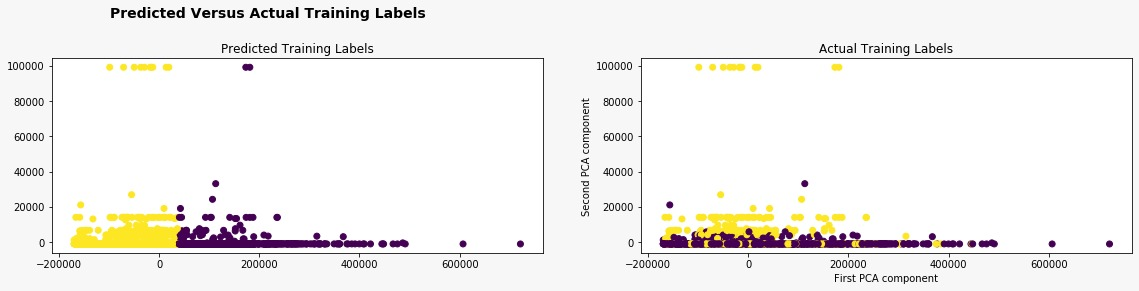 Predicted Versus Actual Training Labels
Predicted Training Labels
100000
80000
60000
40000
20000
0
−200000 0 200000 400000 600000
Actual Training Labels
Second PCA component
100000
80000
60000
40000
20000
0
−200000 0 200000 400000 600000
First PCA component